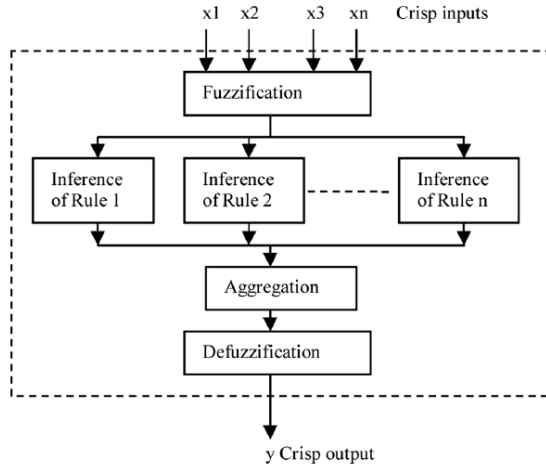 x1 x2 x3 xn Crisp inputs
Fuzzification
Inference
of Rule 1
Inference
of Rule 2
Inference
of Rule n
Aggregation
Defuzzification
y Crisp output